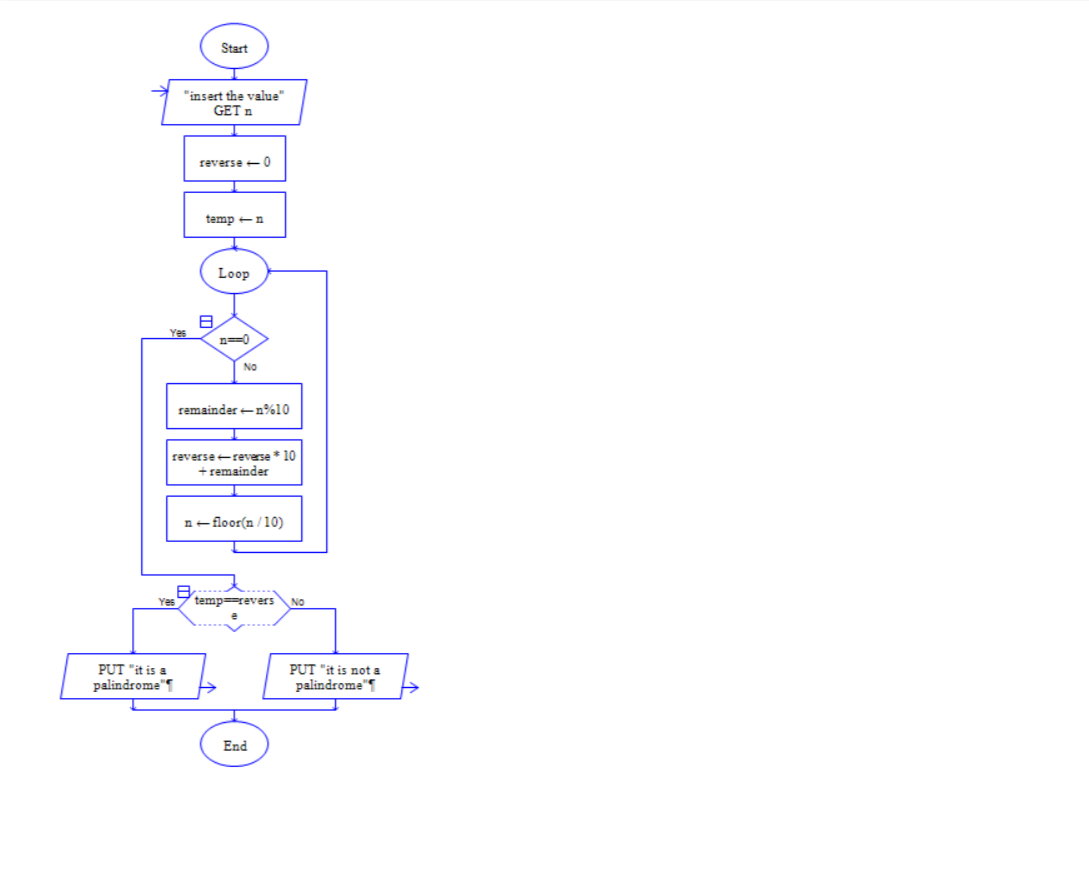 Start
"insert the value"
GET n
reverse ← 0
temp ← n
Loop
Yes
n==0
No
remainder ← n%10
reverse ← reverse * 10
+ remainder
n ← floor(n / 10)
Yes
temp==revers
e
No
PUT "it is a
palindrome"¶
PUT "it is not a
palindrome"¶
End